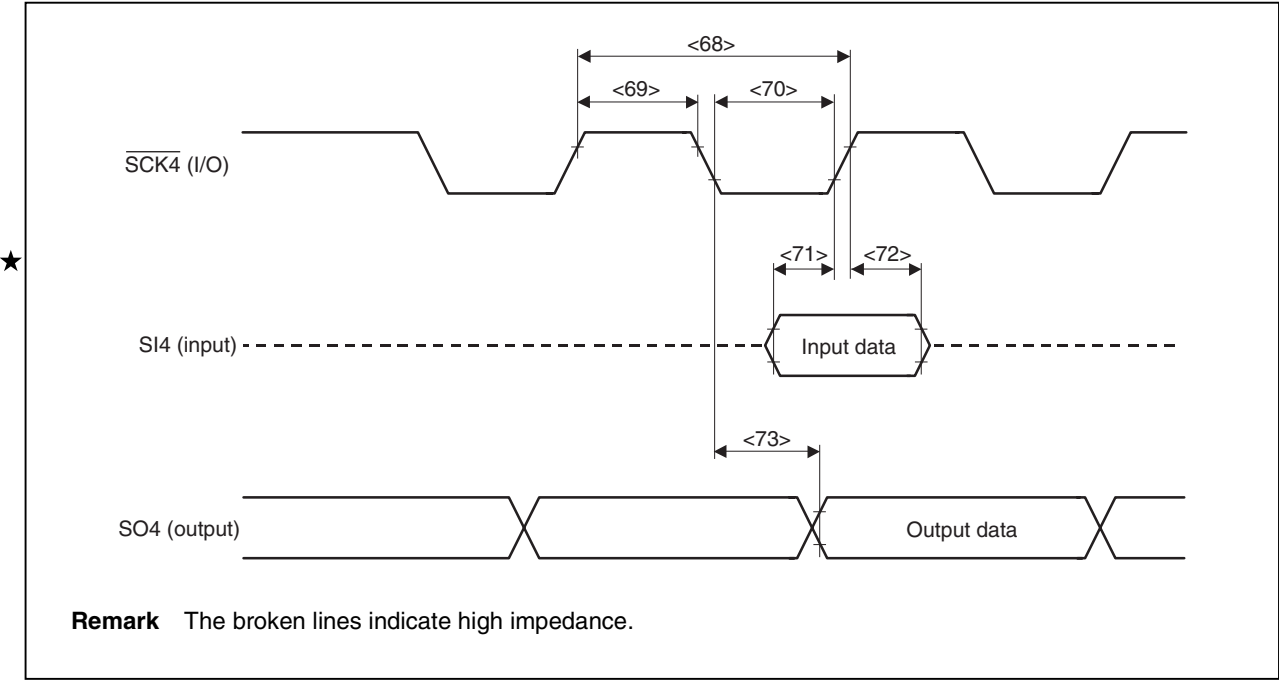 <68>
<69> <70>
SCK4 (I/O)
★
<71> <72>
SI4 (input) Input data
<73>
SO4 (output) Output data
Remark The broken lines indicate high impedance.